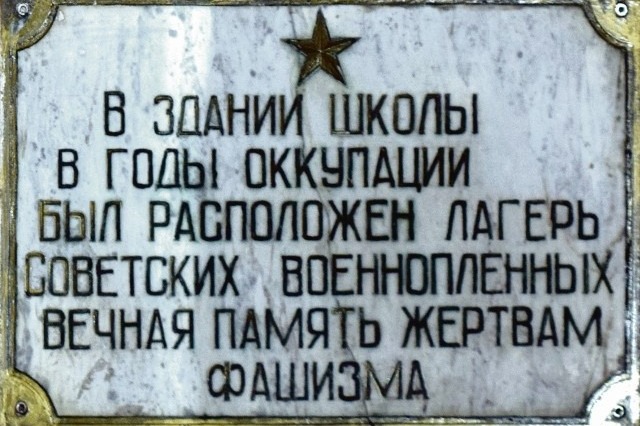 В ЗДАНИИ ШКОЛЫ
В ГОДЫ ОККУПАЦИИ
БЫЛ РАСПОЛОЖЕН ЛАГЕРЬ
СОВЕТСКИХ ВОЕННОПЛЕННЫХ
ВЕЧНАЯ ПАМЯТЬ ЖЕРТВАМ
ФАШИЗМА